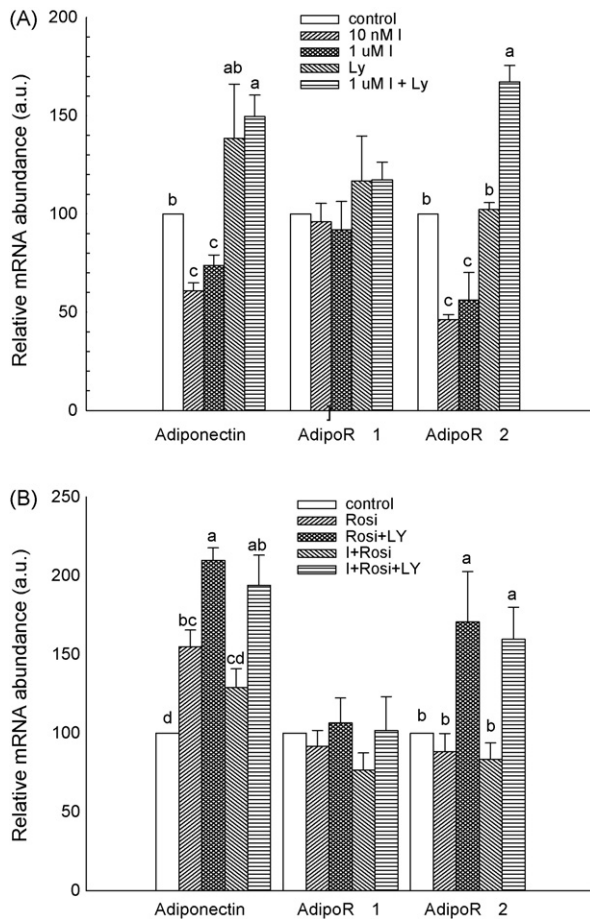 (A)
control
10 nM I
1 uM I
Ly
1 uM I + Ly
Relative mRNA abundance (a.u.)
200
150
100
50
0
b
c
c
ab
a
b
c
c
b
a
Adiponectin
AdipoR 1
AdipoR 2
(B)
control
Rosi
Rosi+LY
I+Rosi
I+Rosi+LY
Relative mRNA abundance (a.u.)
250
200
150
100
50
0
d
bc
a
cd
ab
b
b
a
b
a
Adiponectin
AdipoR 1
AdipoR 2